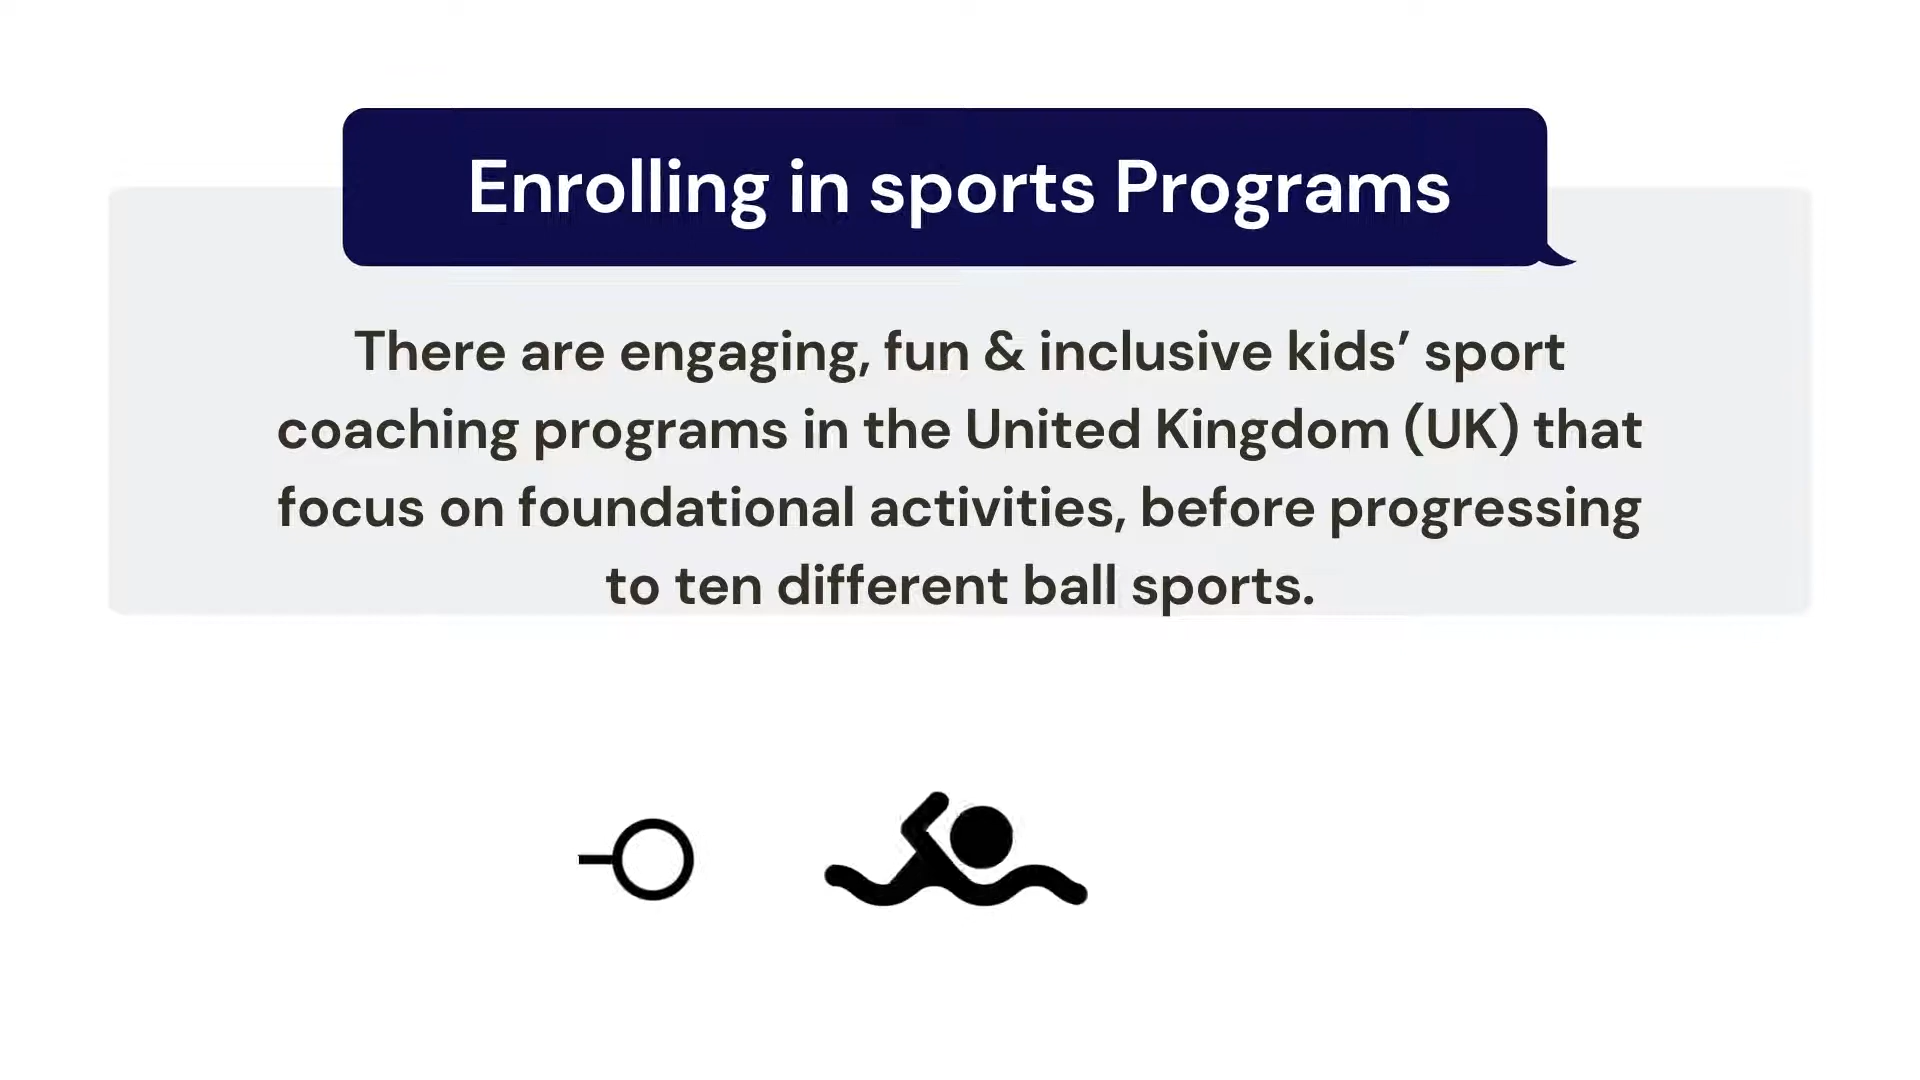 Enrolling in sports Programs
There are engaging, fun & inclusive kids’ sport
coaching programs in the United Kingdom (UK) that
focus on foundational activities, before progressing
to ten different ball sports.